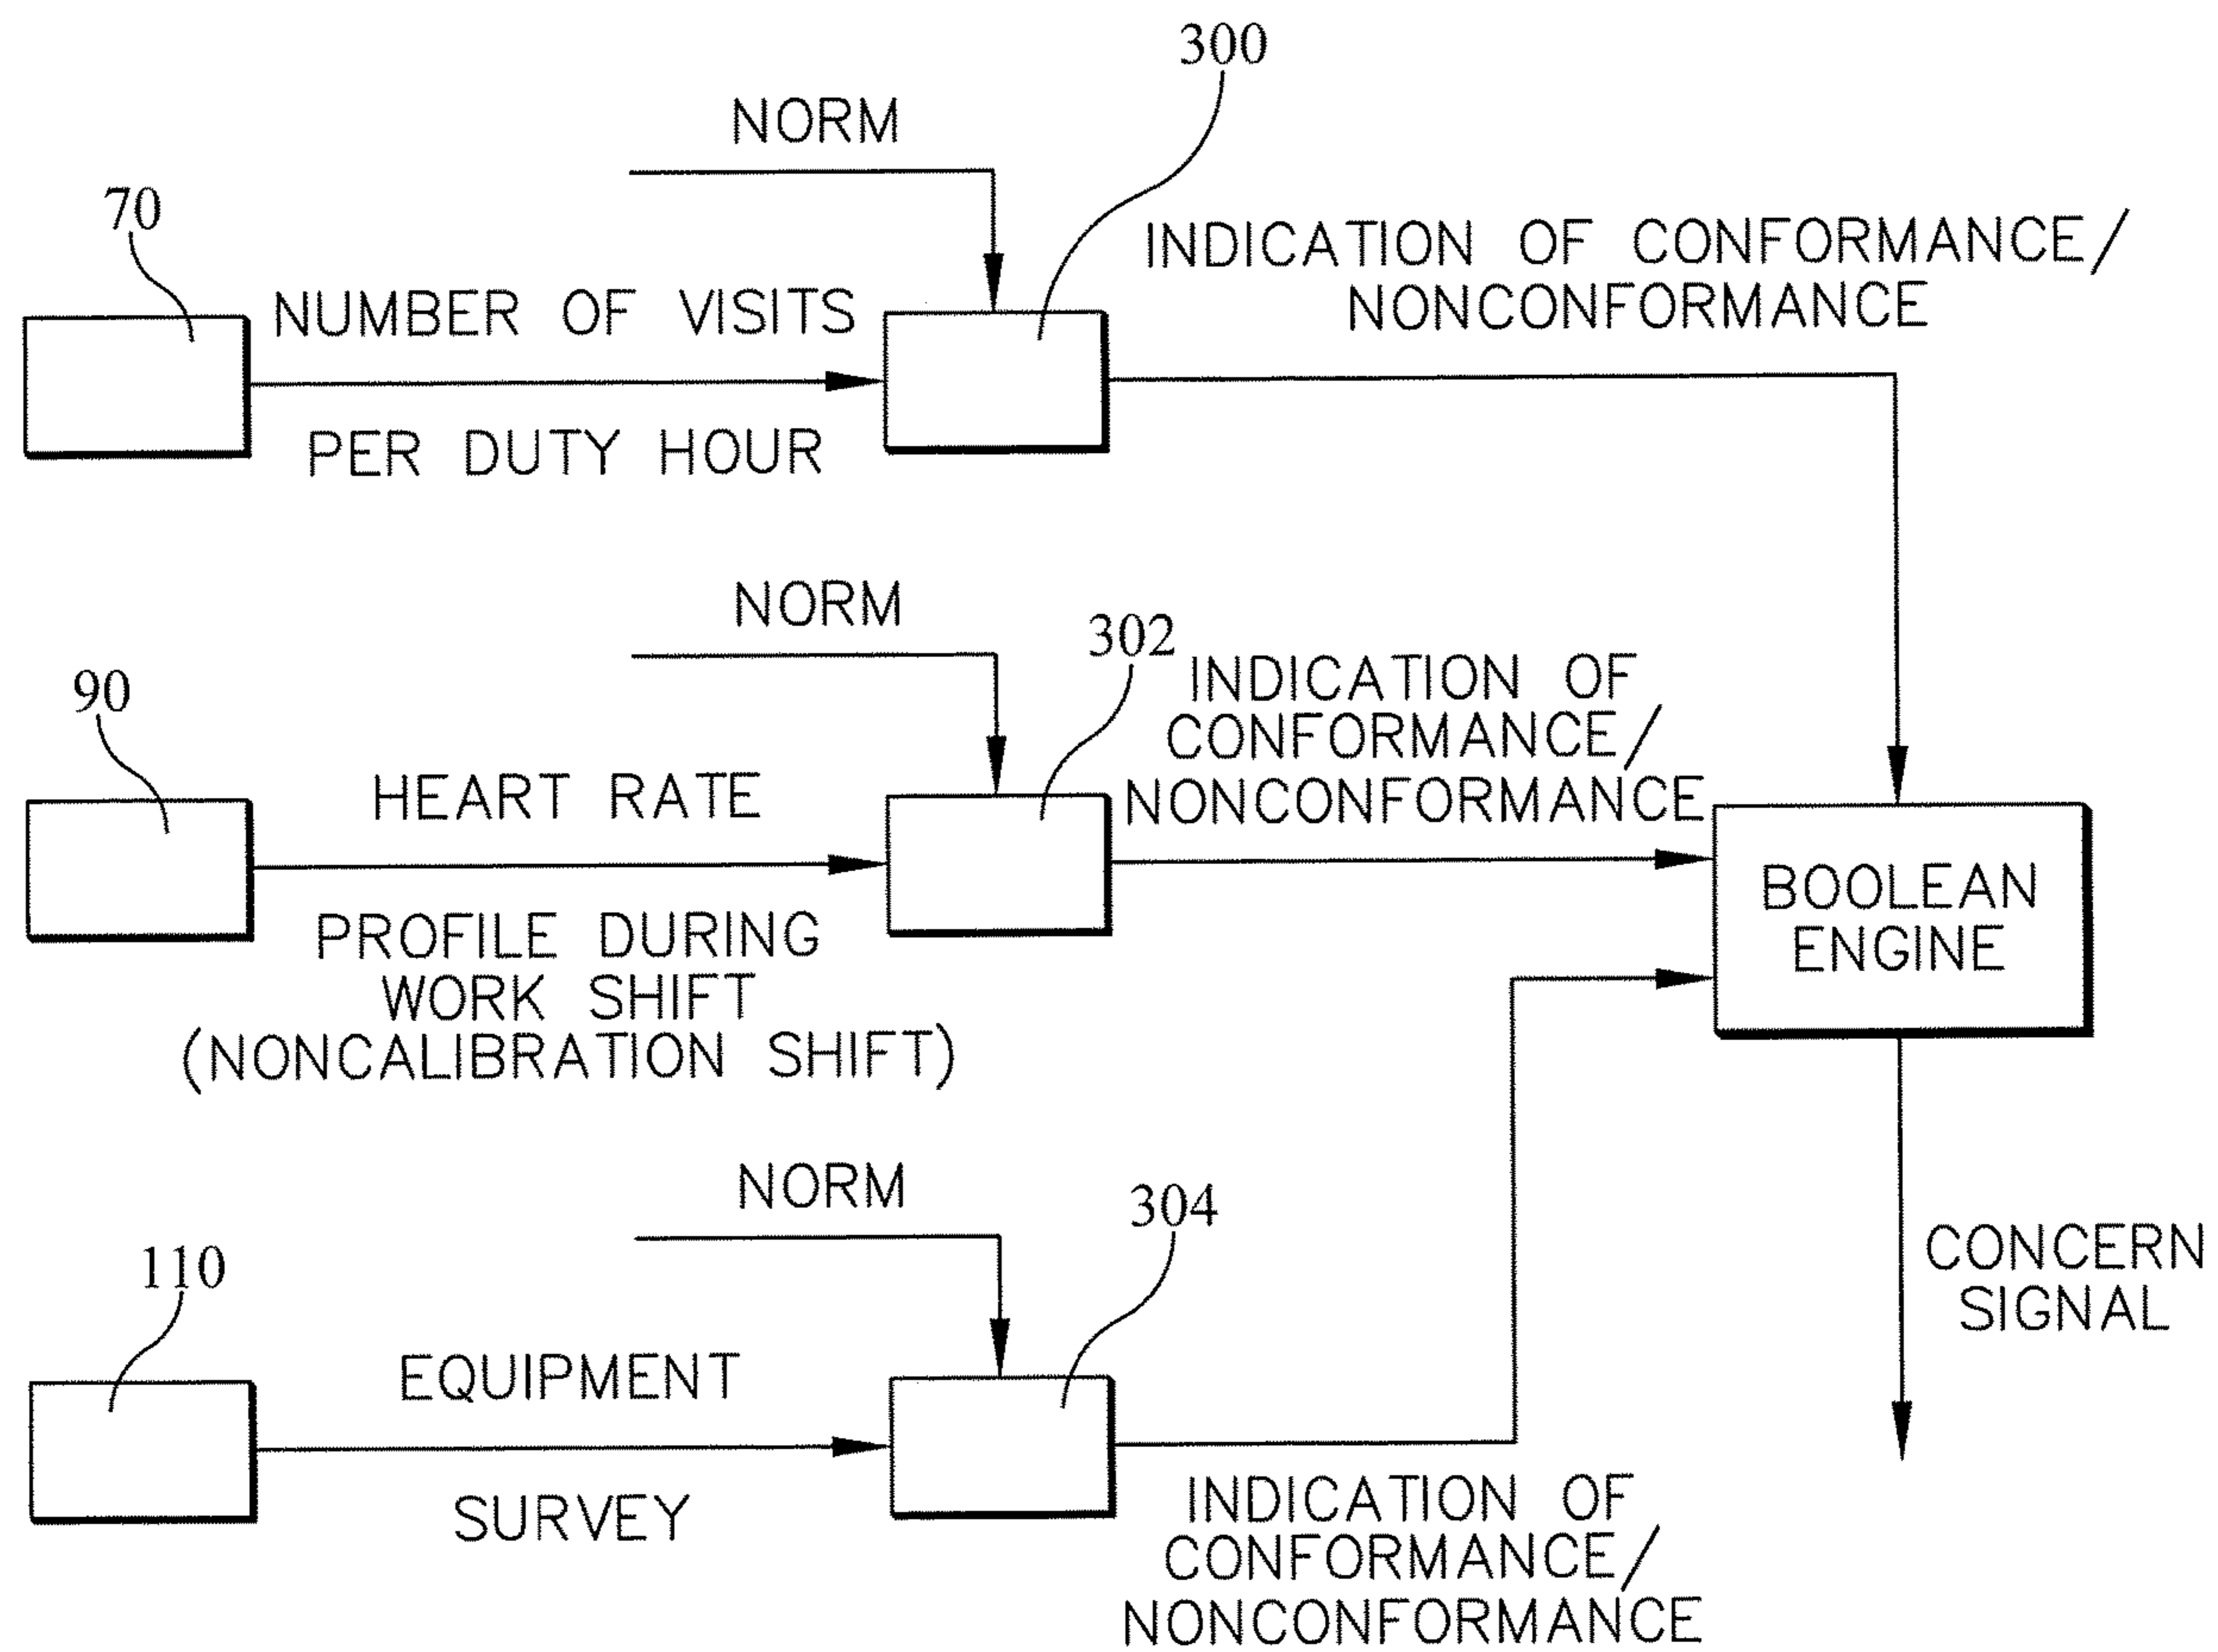 300
NORM
70
INDICATION OF CONFORMANCE/
NONCONFORMANCE
NUMBER OF VISITS
PER DUTY HOUR
NORM
302
INDICATION OF
CONFORMANCE/
NONCONFORMANCE
90
HEART RATE
PROFILE DURING
WORK SHIFT
(NONCALIBRATION SHIFT)
BOOLEAN
ENGINE
NORM
304
110
EQUIPMENT
SURVEY
CONCERN
SIGNAL
INDICATION OF
CONFORMANCE/
NONCONFORMANCE